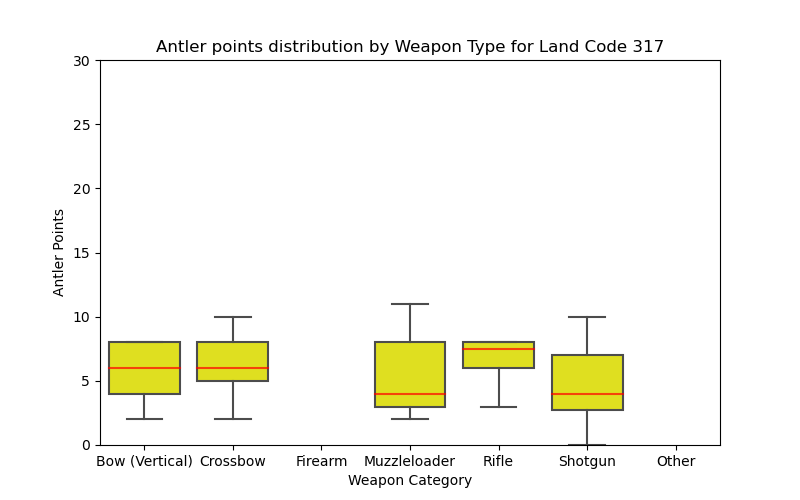 Antler points distribution by Weapon Type for Land Code 317
Antler Points
30
25
20
15
10
5
0
Bow (Vertical) Crossbow Firearm Muzzleloader Rifle Shotgun Other
Weapon Category